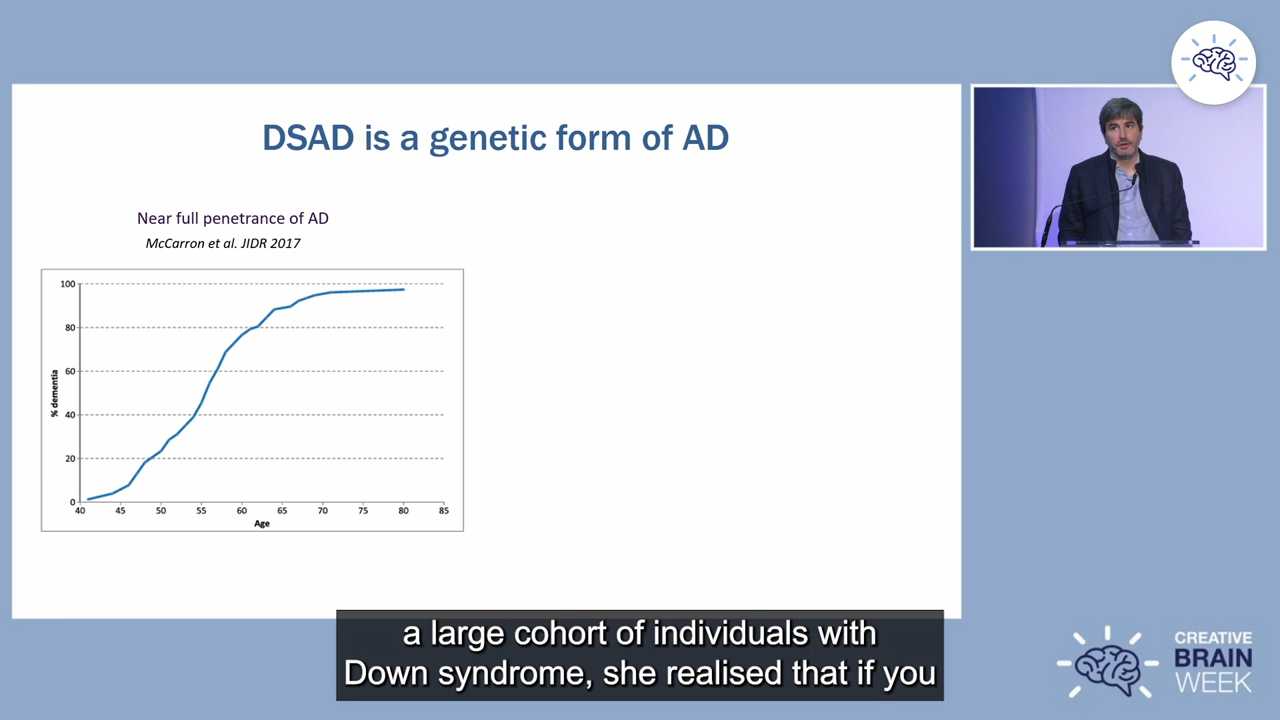 DSAD is a genetic form of AD
Near full penetrance of AD
McCarron et al. JIDR 2017
100
80
60
40
20
0
% dementia
40 45 50 55 60 65 70 75 80 85
Age
a large cohort of individuals with
Down syndrome, she realised that if you
CREATIVE
BRAIN
WEEK